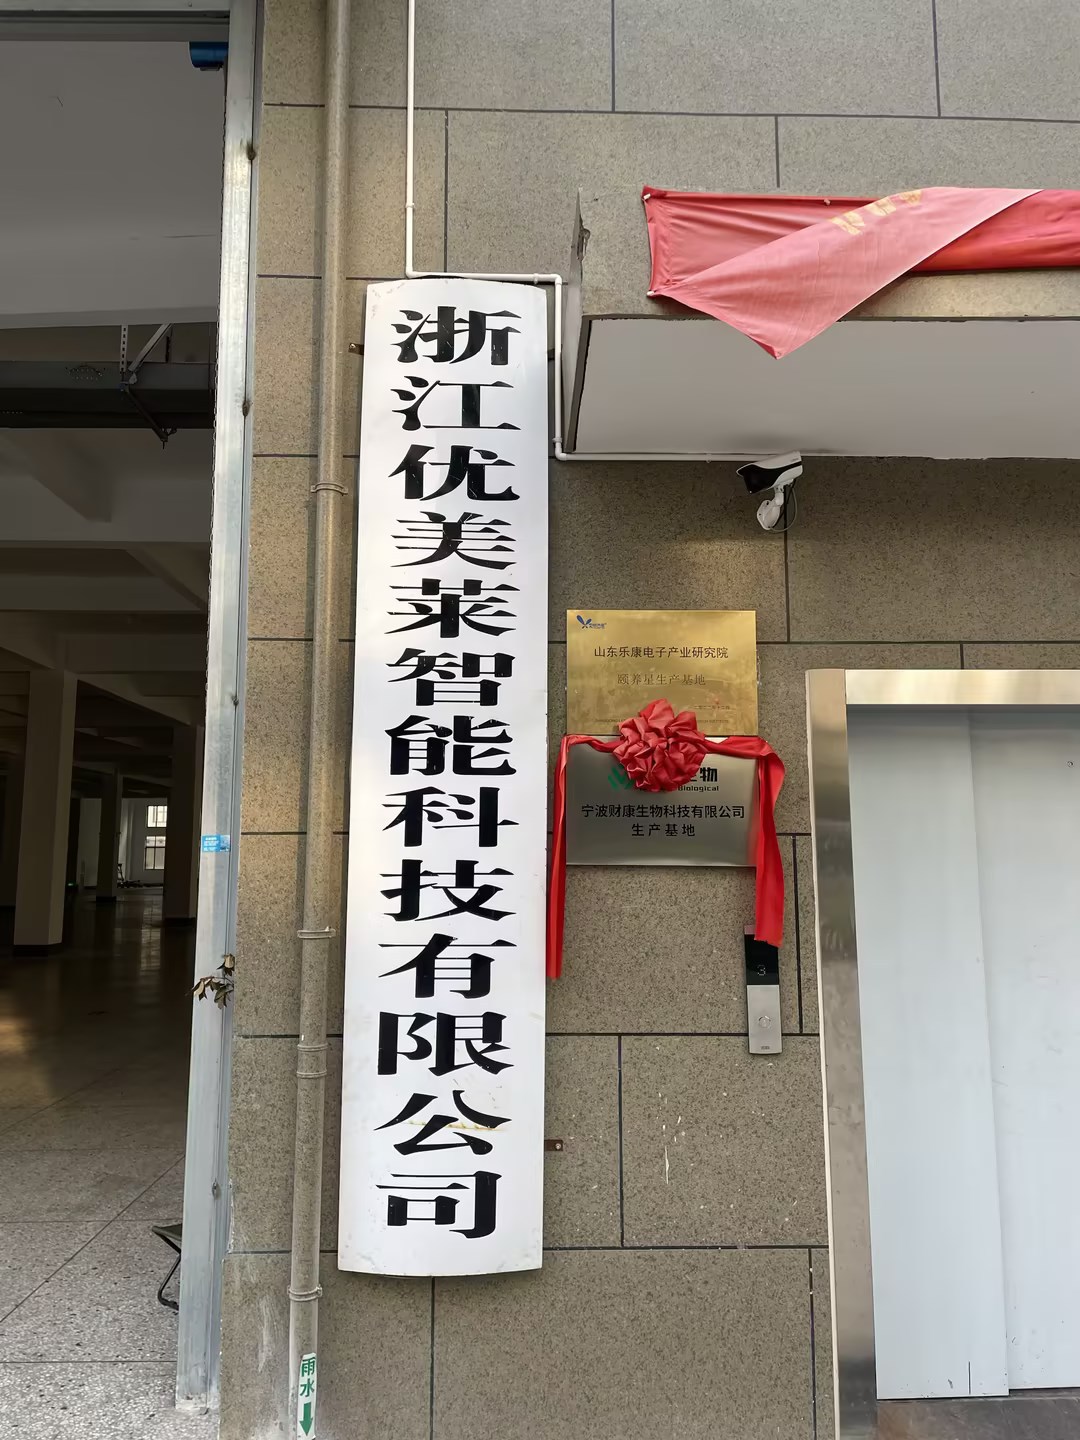 浙江优美莱智能科技有限公司
山东乐康电子产业研究院
颐养星生产基地
生物
Biological
宁波财康生物科技有限公司
生产基地
3
雨水